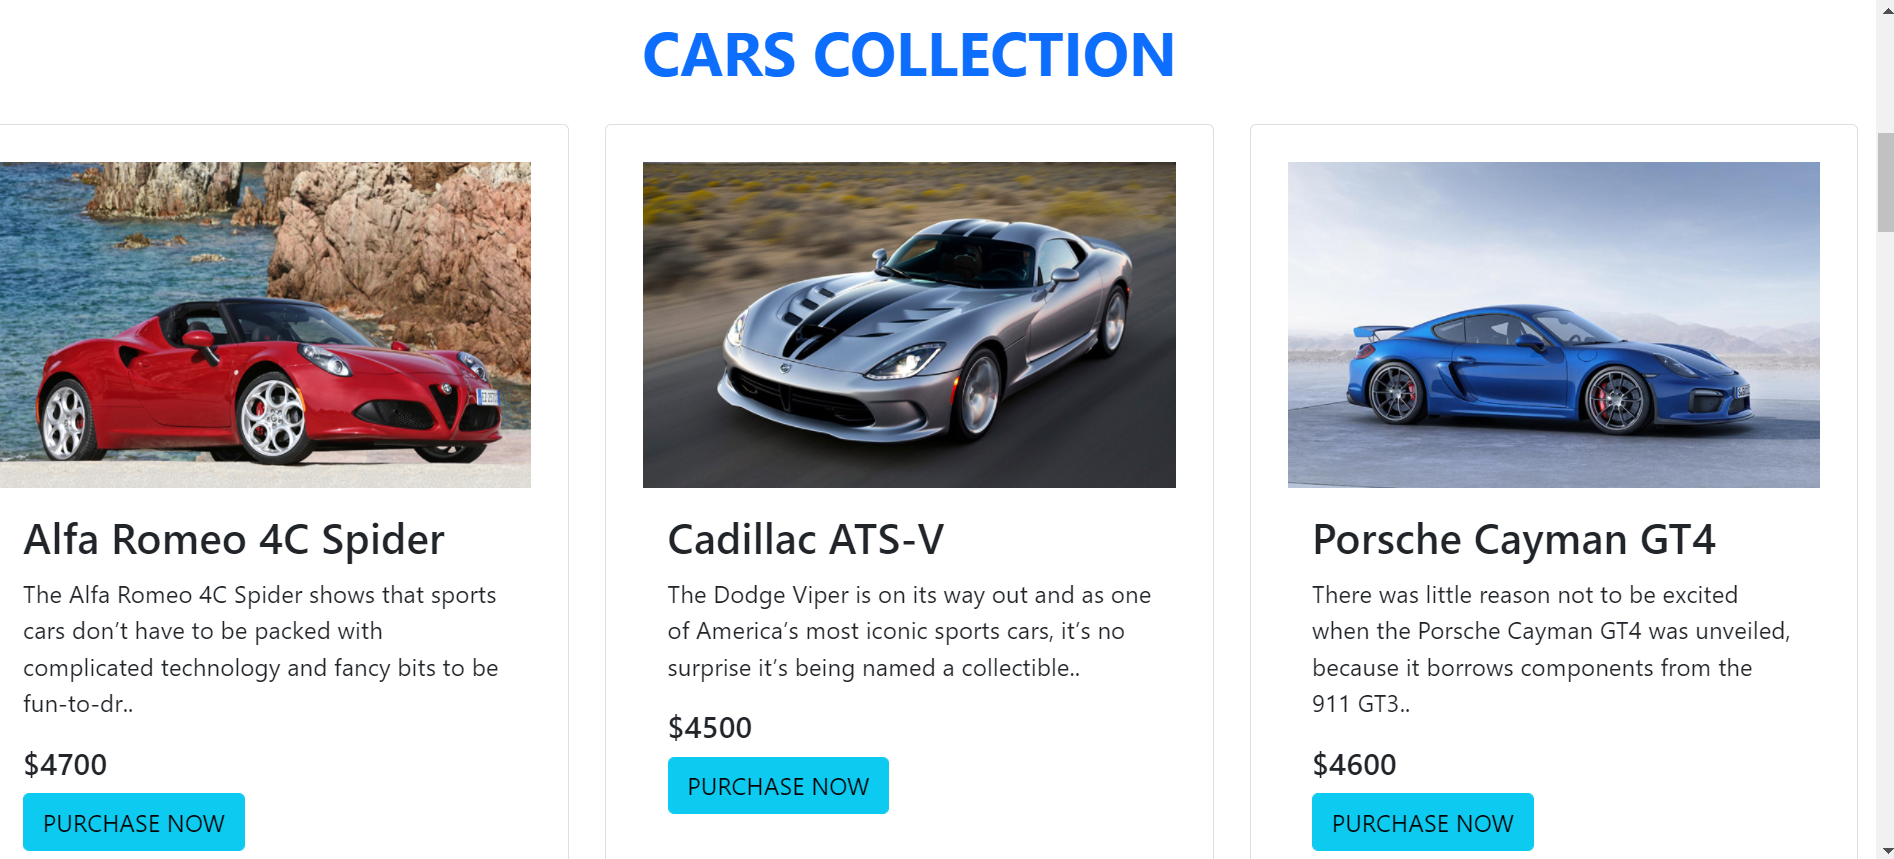 CARS COLLECTION
Alfa Romeo 4C Spider
The Alfa Romeo 4C Spider shows that sports
cars don’t have to be packed with
complicated technology and fancy bits to be
fun-to-dr..
$4700
PURCHASE NOW
Cadillac ATS-V
The Dodge Viper is on its way out and as one
of America’s most iconic sports cars, it’s no
surprise it’s being named a collectible..
$4500
PURCHASE NOW
Porsche Cayman GT4
There was little reason not to be excited
when the Porsche Cayman GT4 was unveiled,
because it borrows components from the
911 GT3..
$4600
PURCHASE NOW